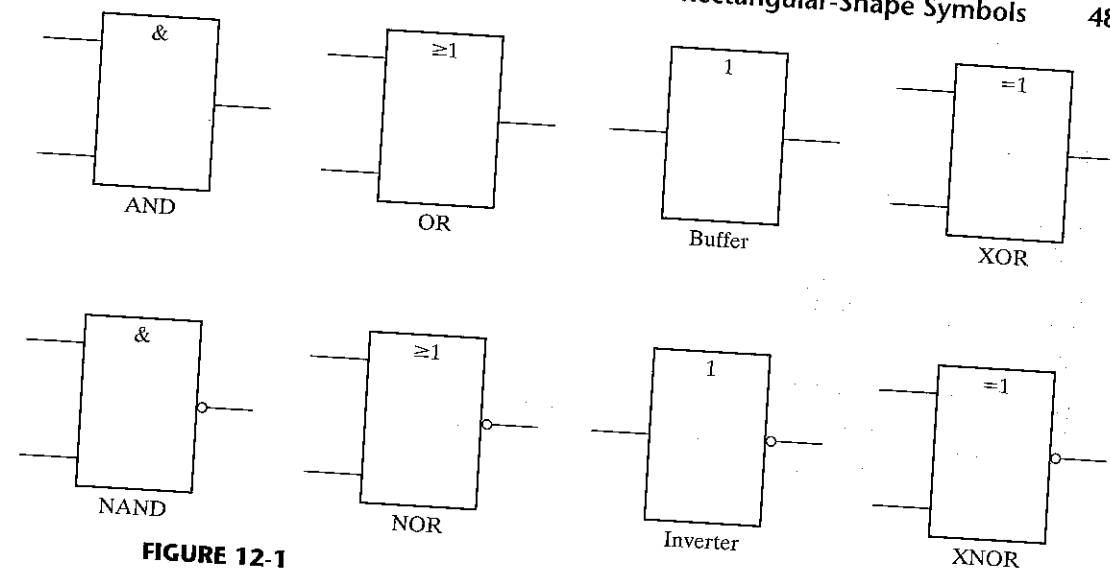 Rectangular-Shape Symbols 48
&
≥1
1
=1
AND
OR
Buffer
XOR
&
≥1
1
=1
NAND
NOR
Inverter
XNOR
FIGURE 12-1